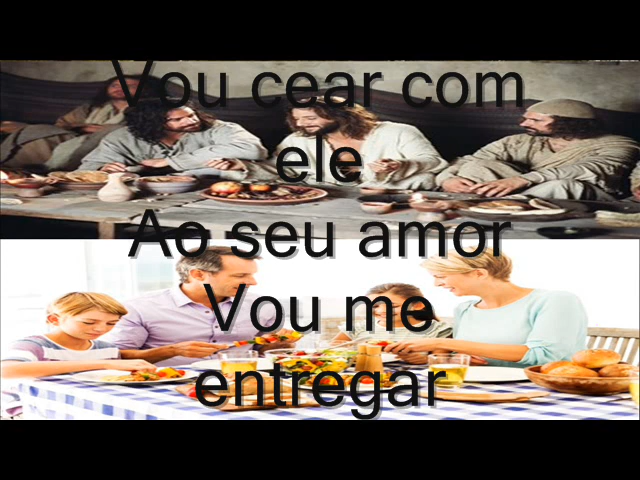 Vou cear com
ele
Ao seu amor
Vou me
entregar